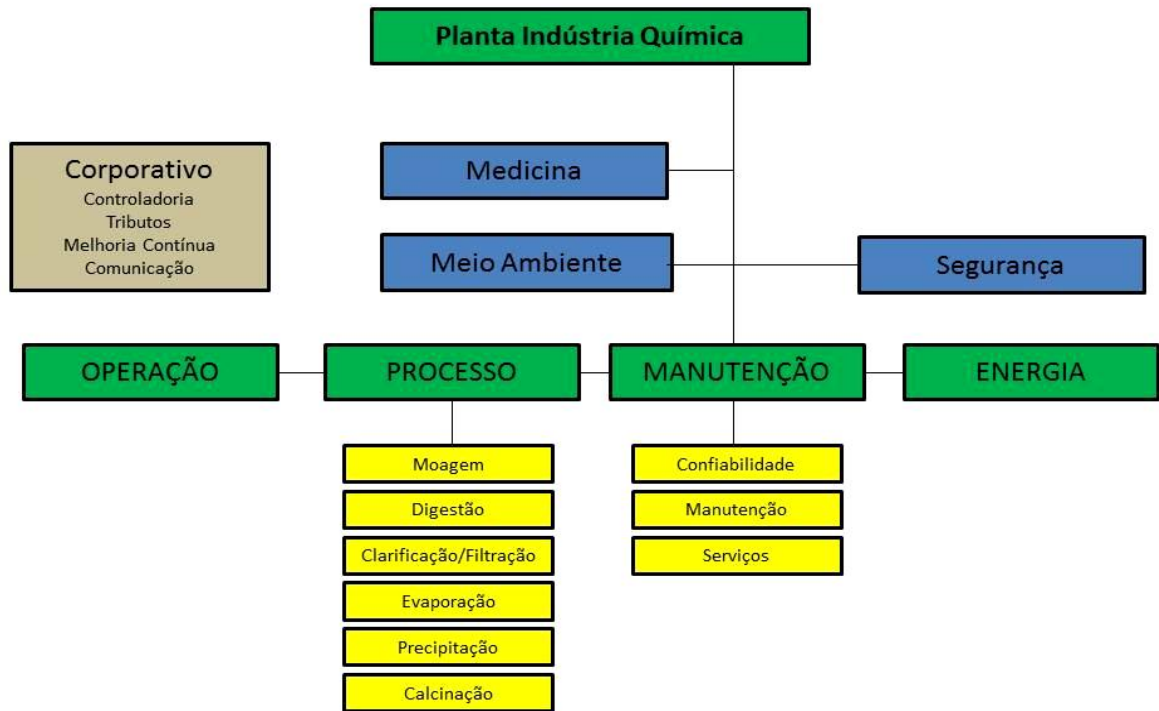 Planta Indústria Química
Corporativo
Controladoria
Tributos
Melhoria Contínua
Comunicação
Medicina
Meio Ambiente
Segurança
OPERAÇÃO
PROCESSO
MANUTENÇÃO
ENERGIA
Moagem
Digestão
Clarificação/Filtração
Evaporação
Precipitação
Calcinação
Confiabilidade
Manutenção
Serviços